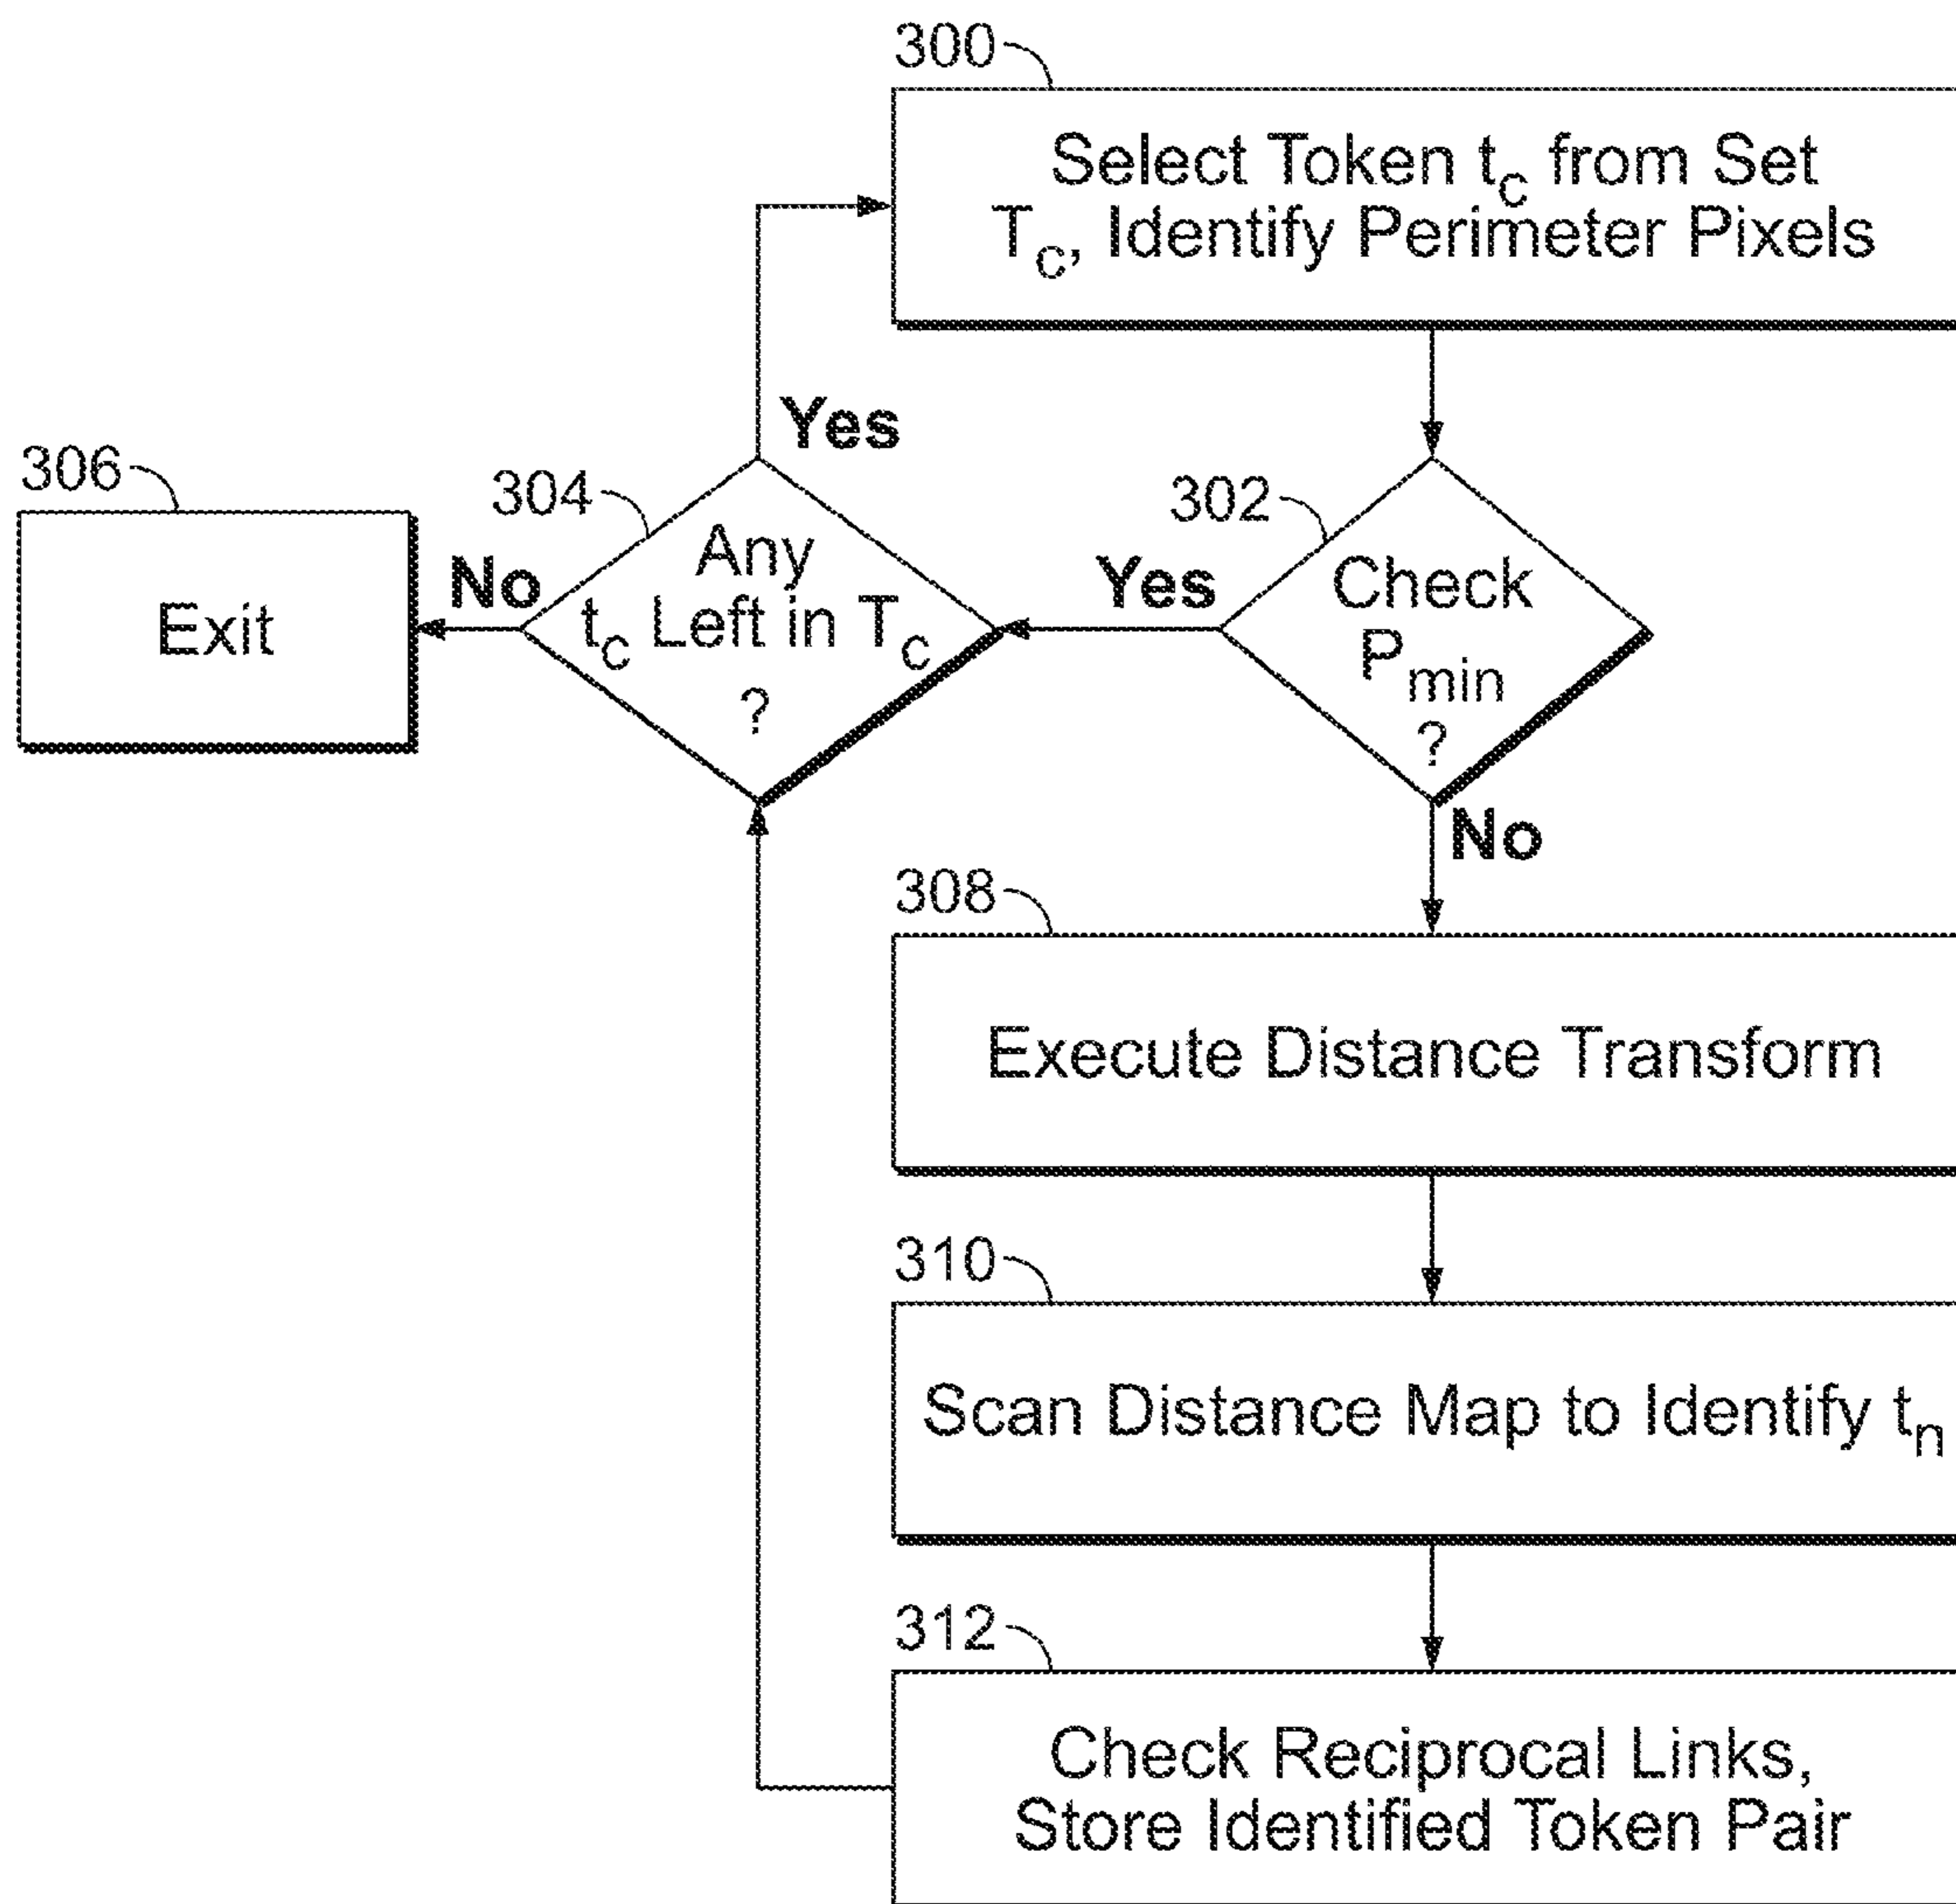 300
Select Token tc from Set
Tc, Identify Perimeter Pixels
Yes
306
304
302
Exit
No
Any
tc Left in Tc
?
Yes
Check
Pmin
?
No
308
Execute Distance Transform
310
Scan Distance Map to Identify tn
312
Check Reciprocal Links,
Store Identified Token Pair